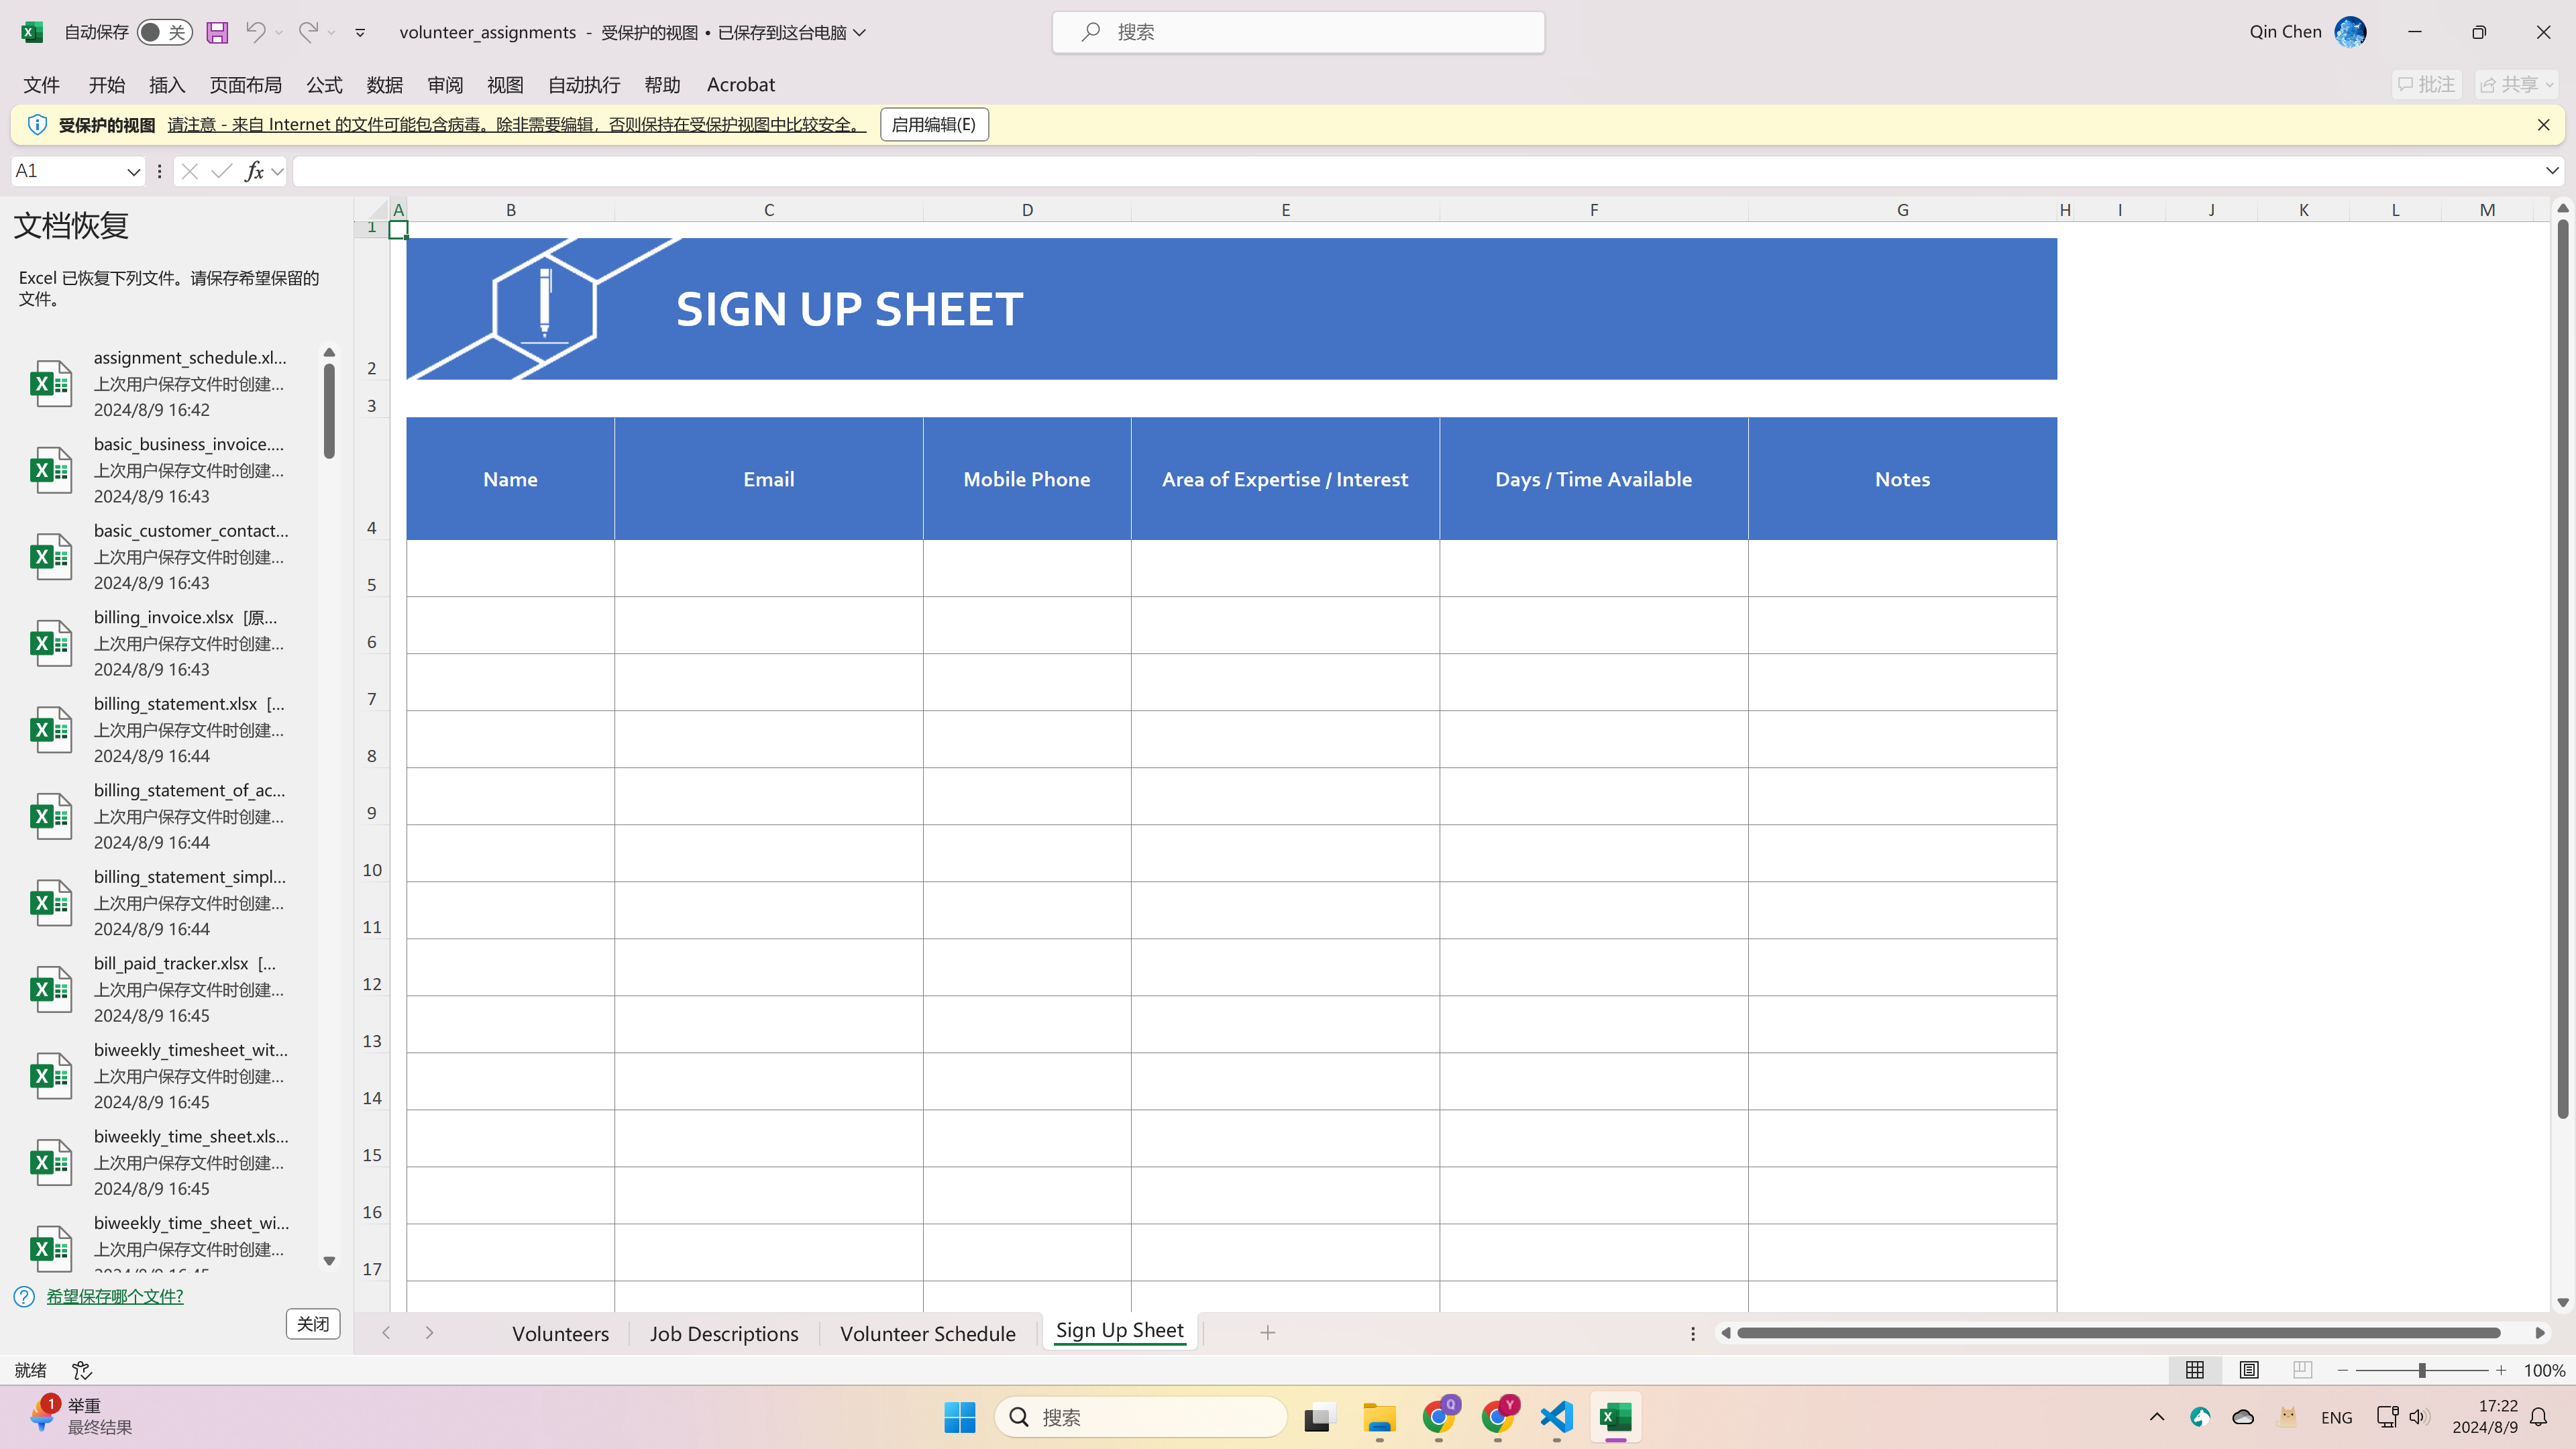 自动保存 关 volunteer_assignments - 受保护的视图 • 已保存到这台电脑 搜索 Qin Chen
文件 开始 插入 页面布局 公式 数据 审阅 视图 自动执行 帮助 Acrobat 批注 共享
受保护的视图 请注意 - 来自 Internet 的文件可能包含病毒。除非需要编辑，否则保持在受保护视图中比较安全。 启用编辑(E)
A1 fx
文档恢复
Excel 已恢复下列文件。请保存希望保留的
文件。
assignment_schedule.xl...
上次用户保存文件时创建...
2024/8/9 16:42
basic_business_invoice....
上次用户保存文件时创建...
2024/8/9 16:43
basic_customer_contact...
上次用户保存文件时创建...
2024/8/9 16:43
billing_invoice.xlsx [原...
上次用户保存文件时创建...
2024/8/9 16:43
billing_statement.xlsx [...
上次用户保存文件时创建...
2024/8/9 16:44
billing_statement_of_ac...
上次用户保存文件时创建...
2024/8/9 16:44
billing_statement_simpl...
上次用户保存文件时创建...
2024/8/9 16:44
bill_paid_tracker.xlsx [...
上次用户保存文件时创建...
2024/8/9 16:45
biweekly_timesheet_wit...
上次用户保存文件时创建...
2024/8/9 16:45
biweekly_time_sheet.xls...
上次用户保存文件时创建...
2024/8/9 16:45
biweekly_time_sheet_wi...
上次用户保存文件时创建...
2024/8/9 16:45
希望保存哪个文件?
关闭
A B C D E F G H I J K L M
1
2
3
4
5
6
7
8
9
10
11
12
13
14
15
16
17
SIGN UP SHEET
Name Email Mobile Phone Area of Expertise / Interest Days / Time Available Notes
Volunteers Job Descriptions Volunteer Schedule Sign Up Sheet
就绪 100%
1 举重
最终结果
搜索
Q Y
ENG
17:22
2024/8/9